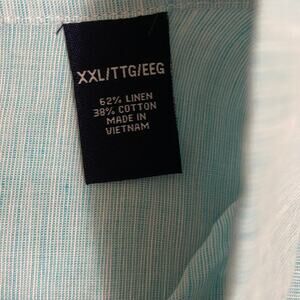 XXL/TTG/EEG
62% LINEN
38% COTTON
MADE IN
VIETNAM